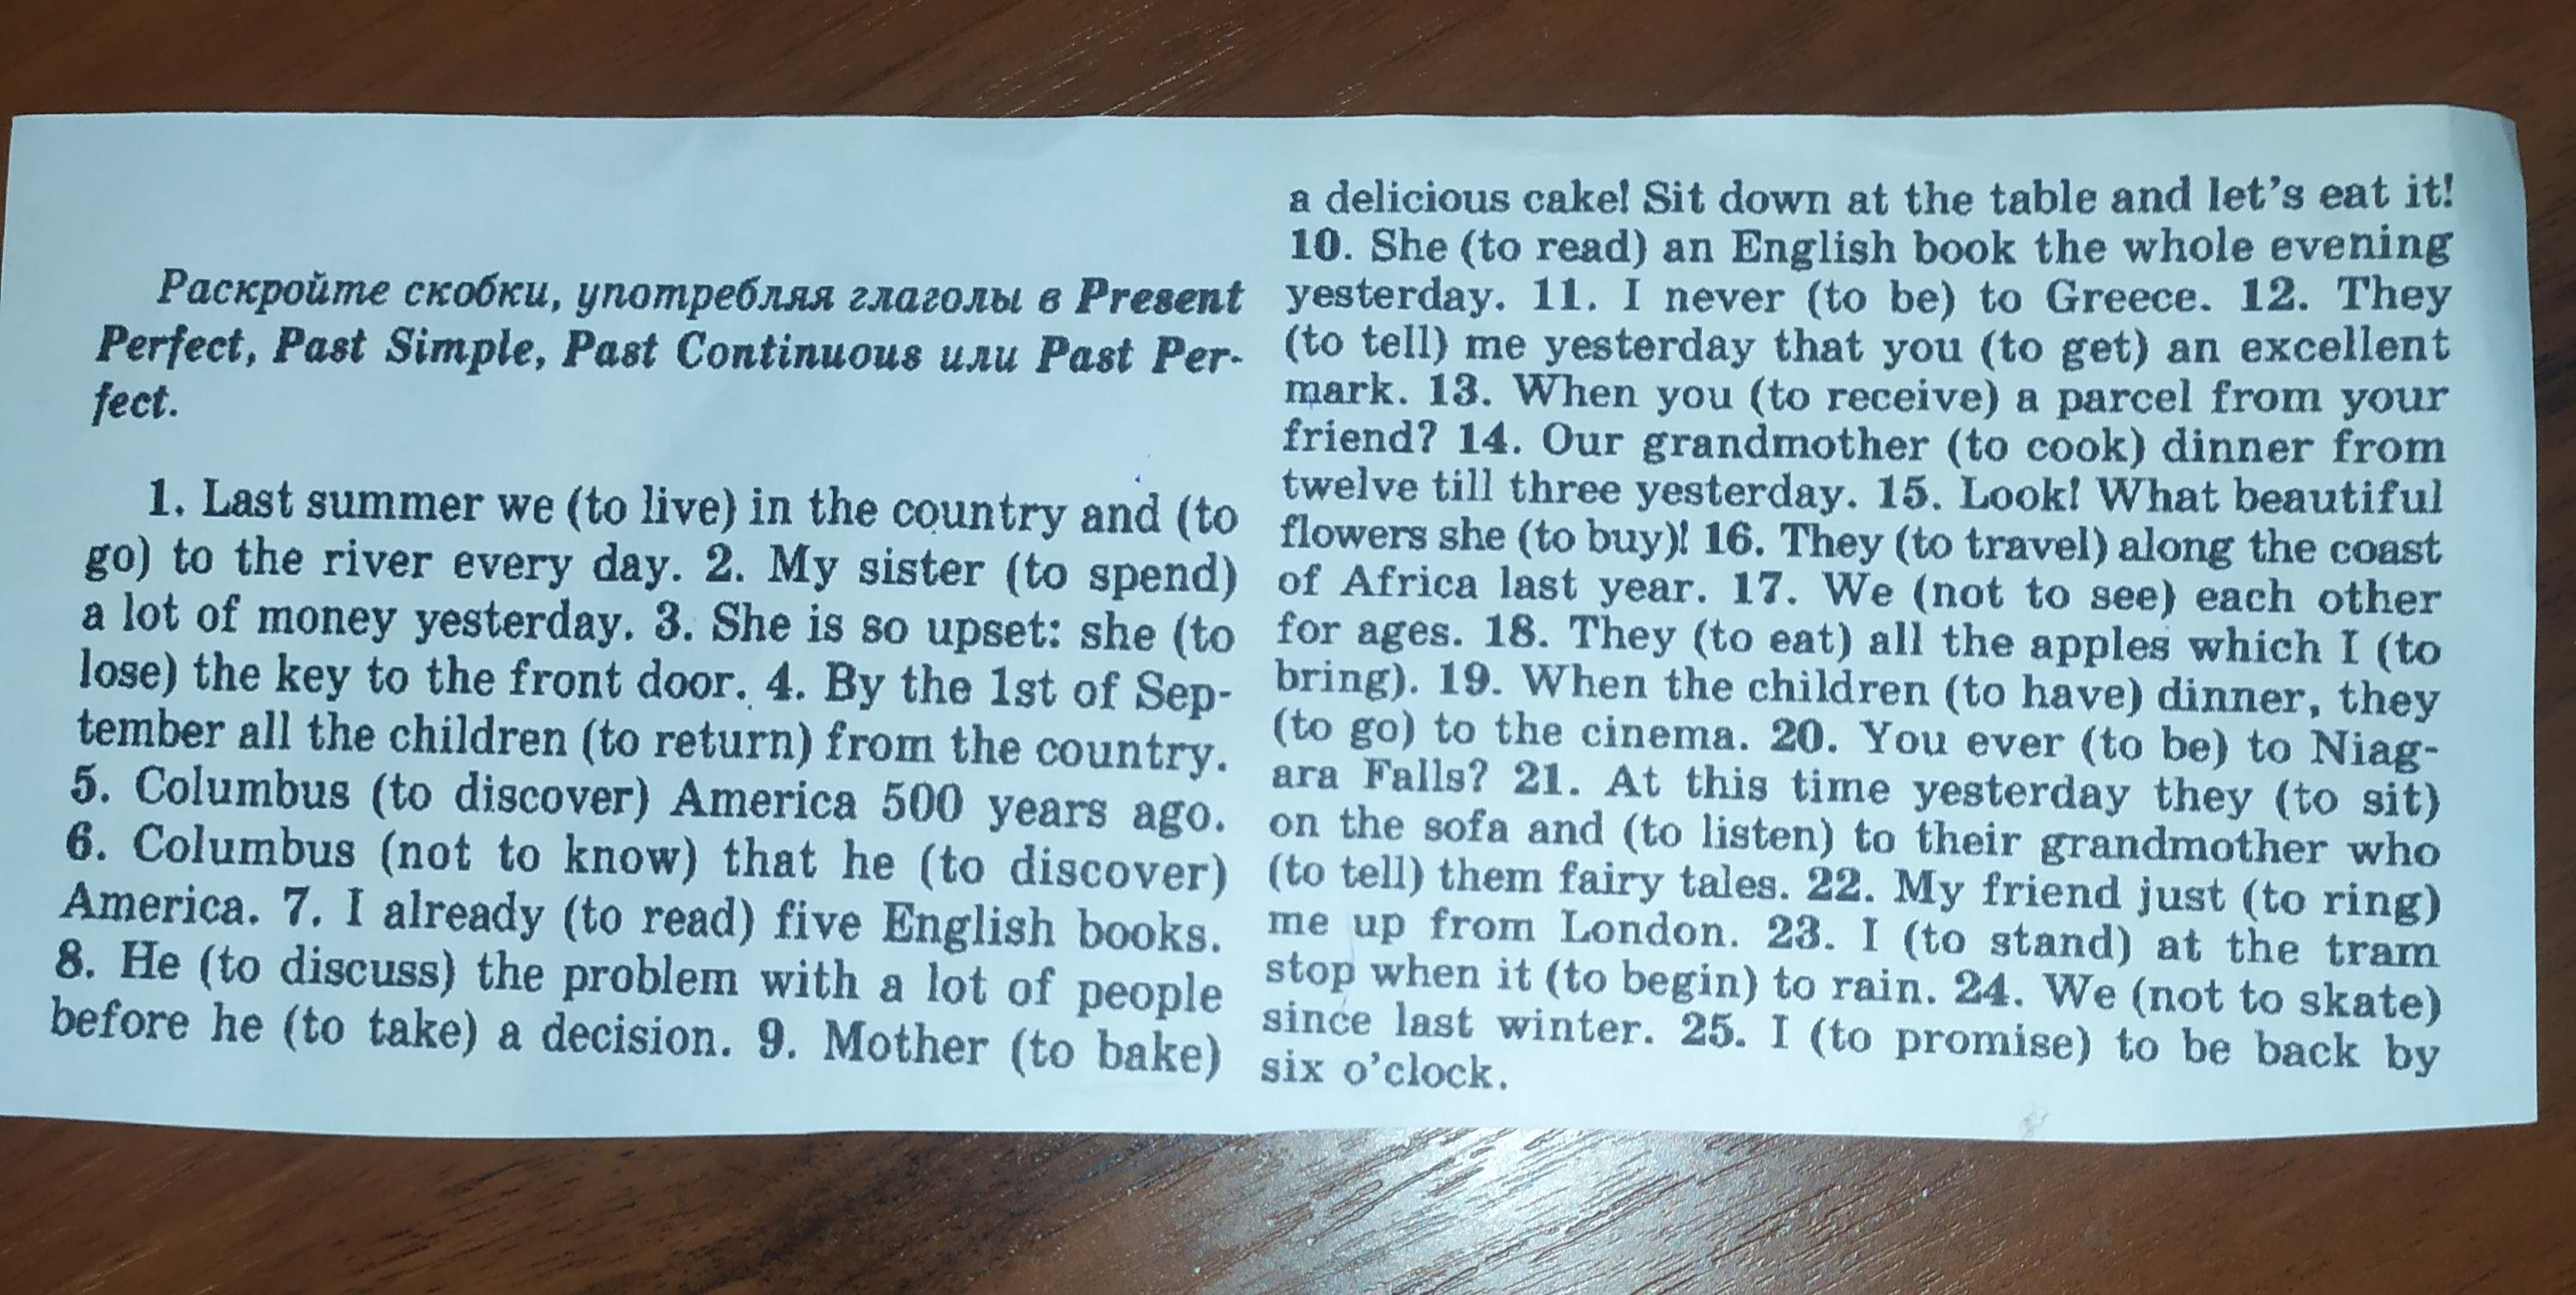 Раскройте скобки, употребляя глаголы в Present
Perfect, Past Simple, Past Continuous или Past Per-
fect.
1. Last summer we (to live) in the country and (to
go) to the river every day. 2. My sister (to spend)
a lot of money yesterday. 3. She is so upset: she (to
lose) the key to the front door. 4. By the 1st of Sep-
tember all the children (to return) from the country.
5. Columbus (to discover) America 500 years ago.
6. Columbus (not to know) that he (to discover)
America. 7. I already (to read) five English books.
8. He (to discuss) the problem with a lot of people
before he (to take) a decision. 9. Mother (to bake)
a delicious cake! Sit down at the table and let's eat it!
10. She (to read) an English book the whole evening
yesterday. 11. I never (to be) to Greece. 12. They
(to tell) me yesterday that you (to get) an excellent
mark. 13. When you (to receive) a parcel from your
friend? 14. Our grandmother (to cook) dinner from
twelve till three yesterday. 15. Look! What beautiful
flowers she (to buy)! 16. They (to travel) along the coast
of Africa last year. 17. We (not to see) each other
for ages. 18. They (to eat) all the apples which I (to
bring). 19. When the children (to have) dinner, they
(to go) to the cinema. 20. You ever (to be) to Niag-
ara Falls? 21. At this time yesterday they (to sit)
on the sofa and (to listen) to their grandmother who
(to tell) them fairy tales. 22. My friend just (to ring)
me up from London. 23. I (to stand) at the tram
stop when it (to begin) to rain. 24. We (not to skate)
since last winter. 25. I (to promise) to be back by
six o'clock.